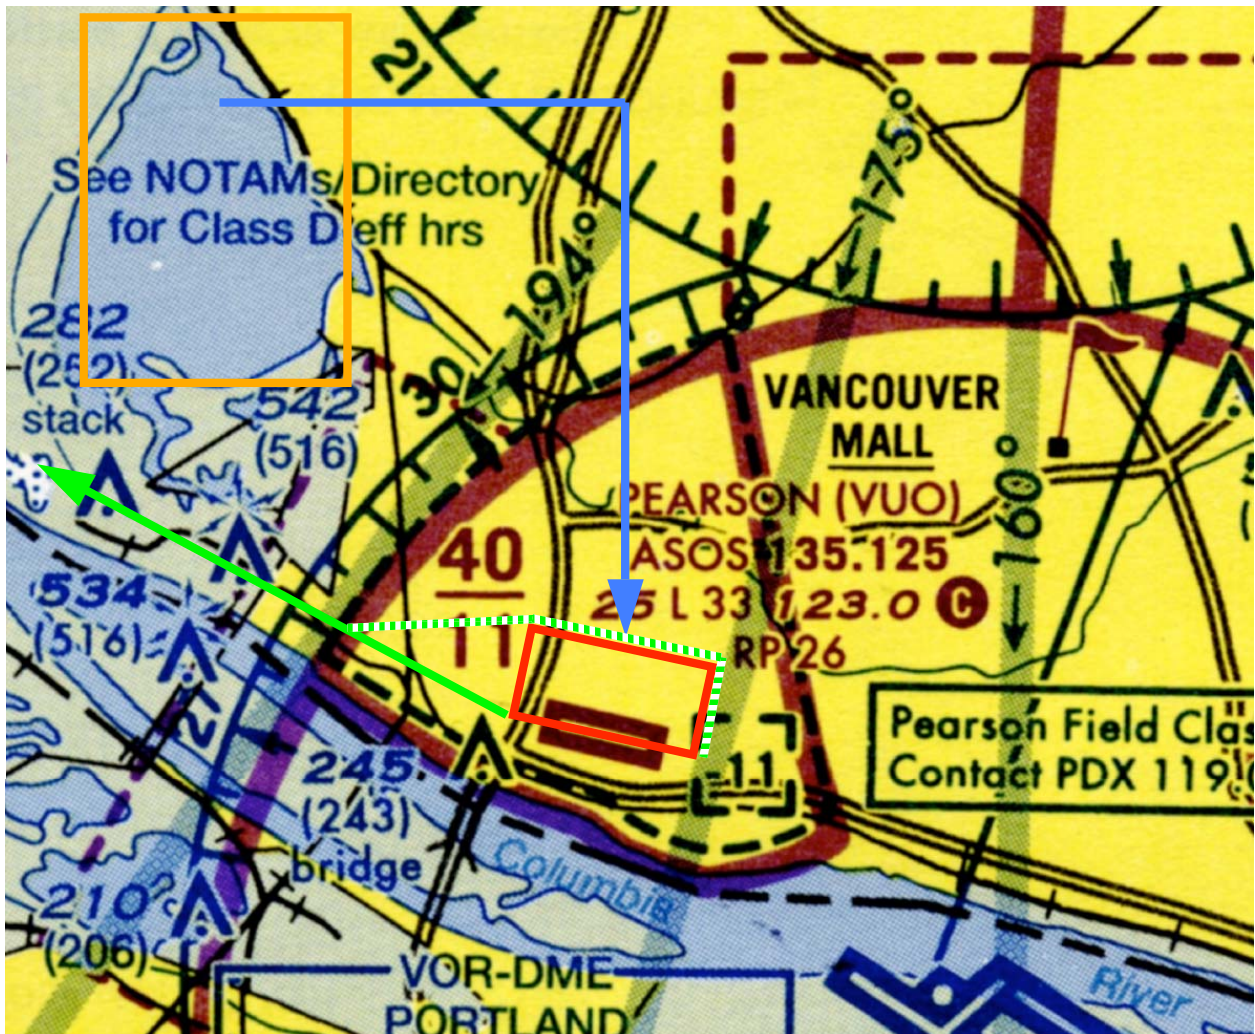 21
See NOTAMs/Directory
for Class D eff hrs
175°
194°
282
(252)
stack
30
542
(516)
VANCOUVER
MALL
160°
PEARSON (VUO)
ASOS 135.125
25 L 33 123.0 C
RP 26
40
11
534
(516)
27
-11
Pearson Field Clas
Contact PDX 119.
245
(243)
bridge
Columbia
River
210
(206)
VOR-DME
PORTLAND